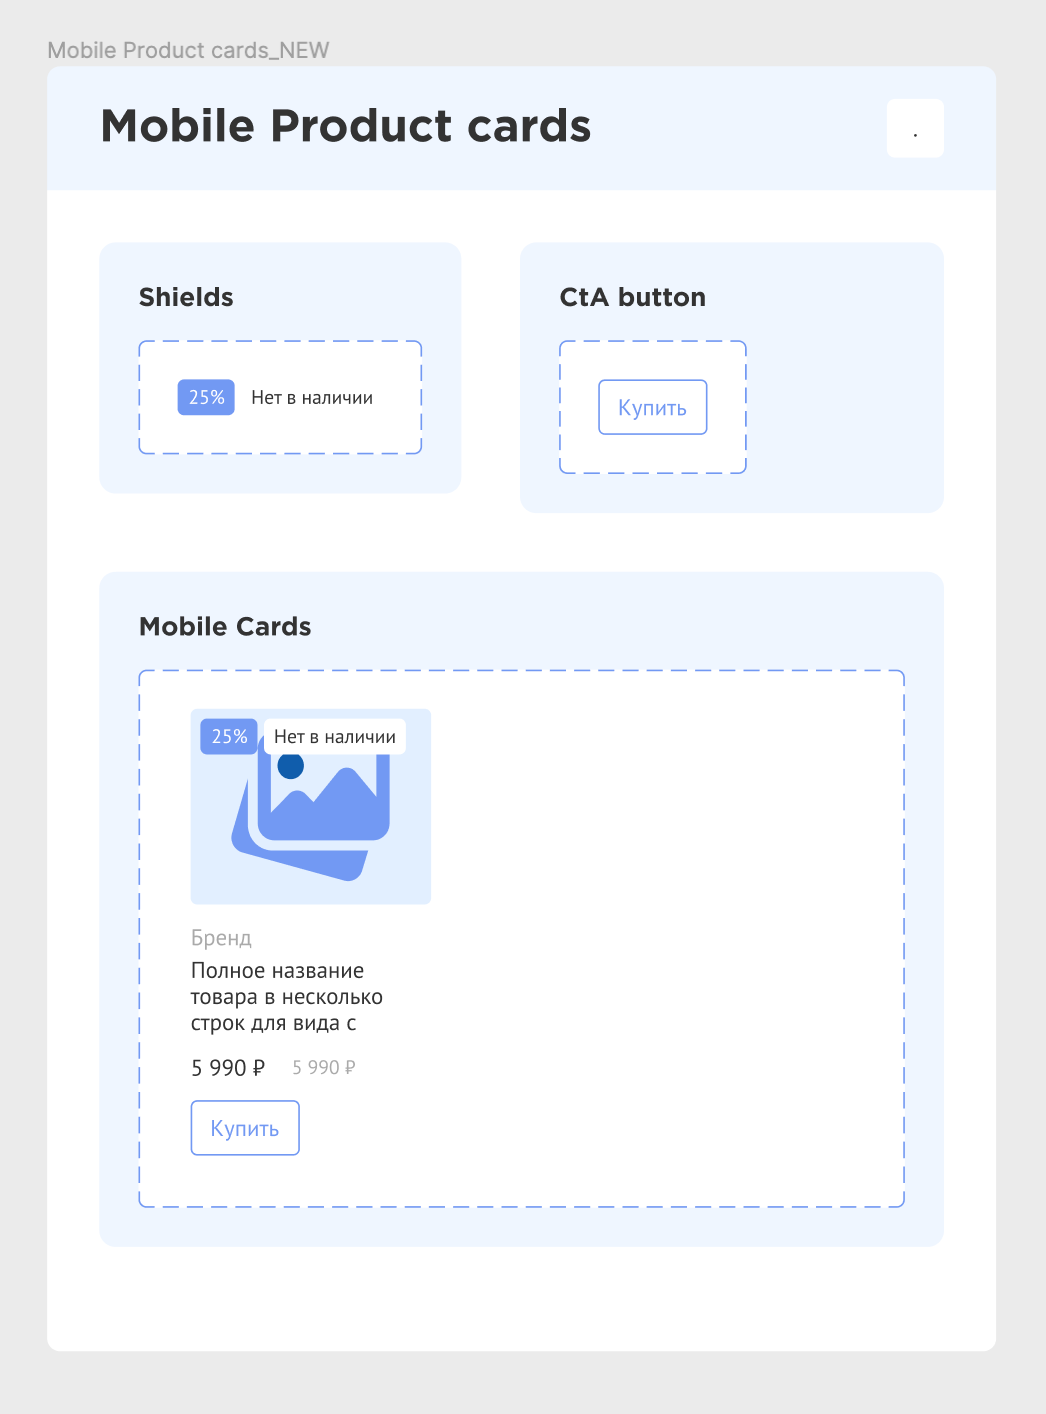 Mobile Product cards_NEW
Mobile Product cards
.
Shields
25%
Нет в наличии
CtA button
Купить
Mobile Cards
25%
Нет в наличии
Бренд
Полное название
товара в несколько
строк для вида с
5 990 ₽
5 990 ₽
Купить